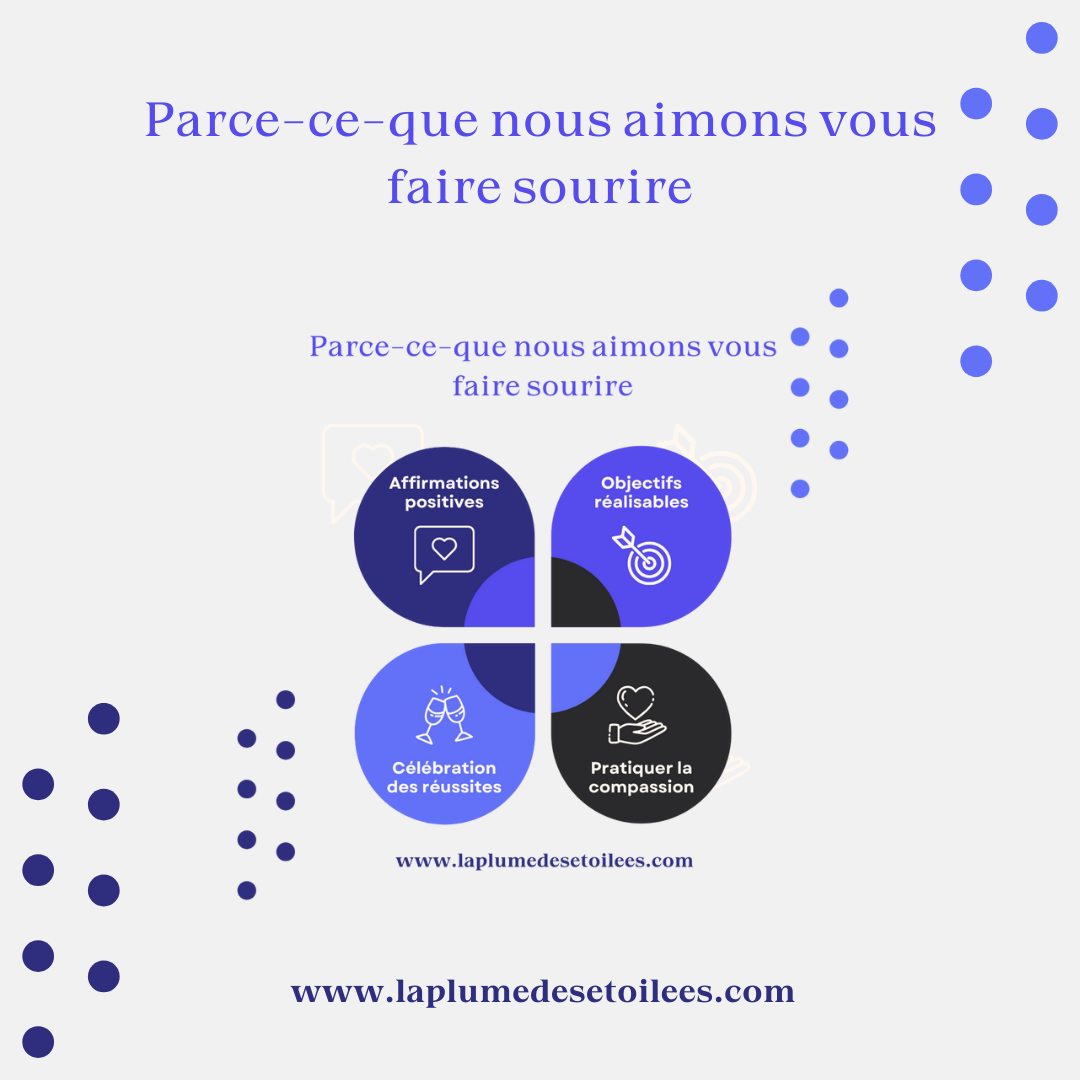 Parce-ce-que nous aimons vous
faire sourire
Parce-ce-que nous aimons vous
faire sourire
Affirmations
positives
Objectifs
réalisables
Célébration
des réussites
Pratiquer la
compassion
www.laplumedesetoilees.com
www.laplumedesetoilees.com